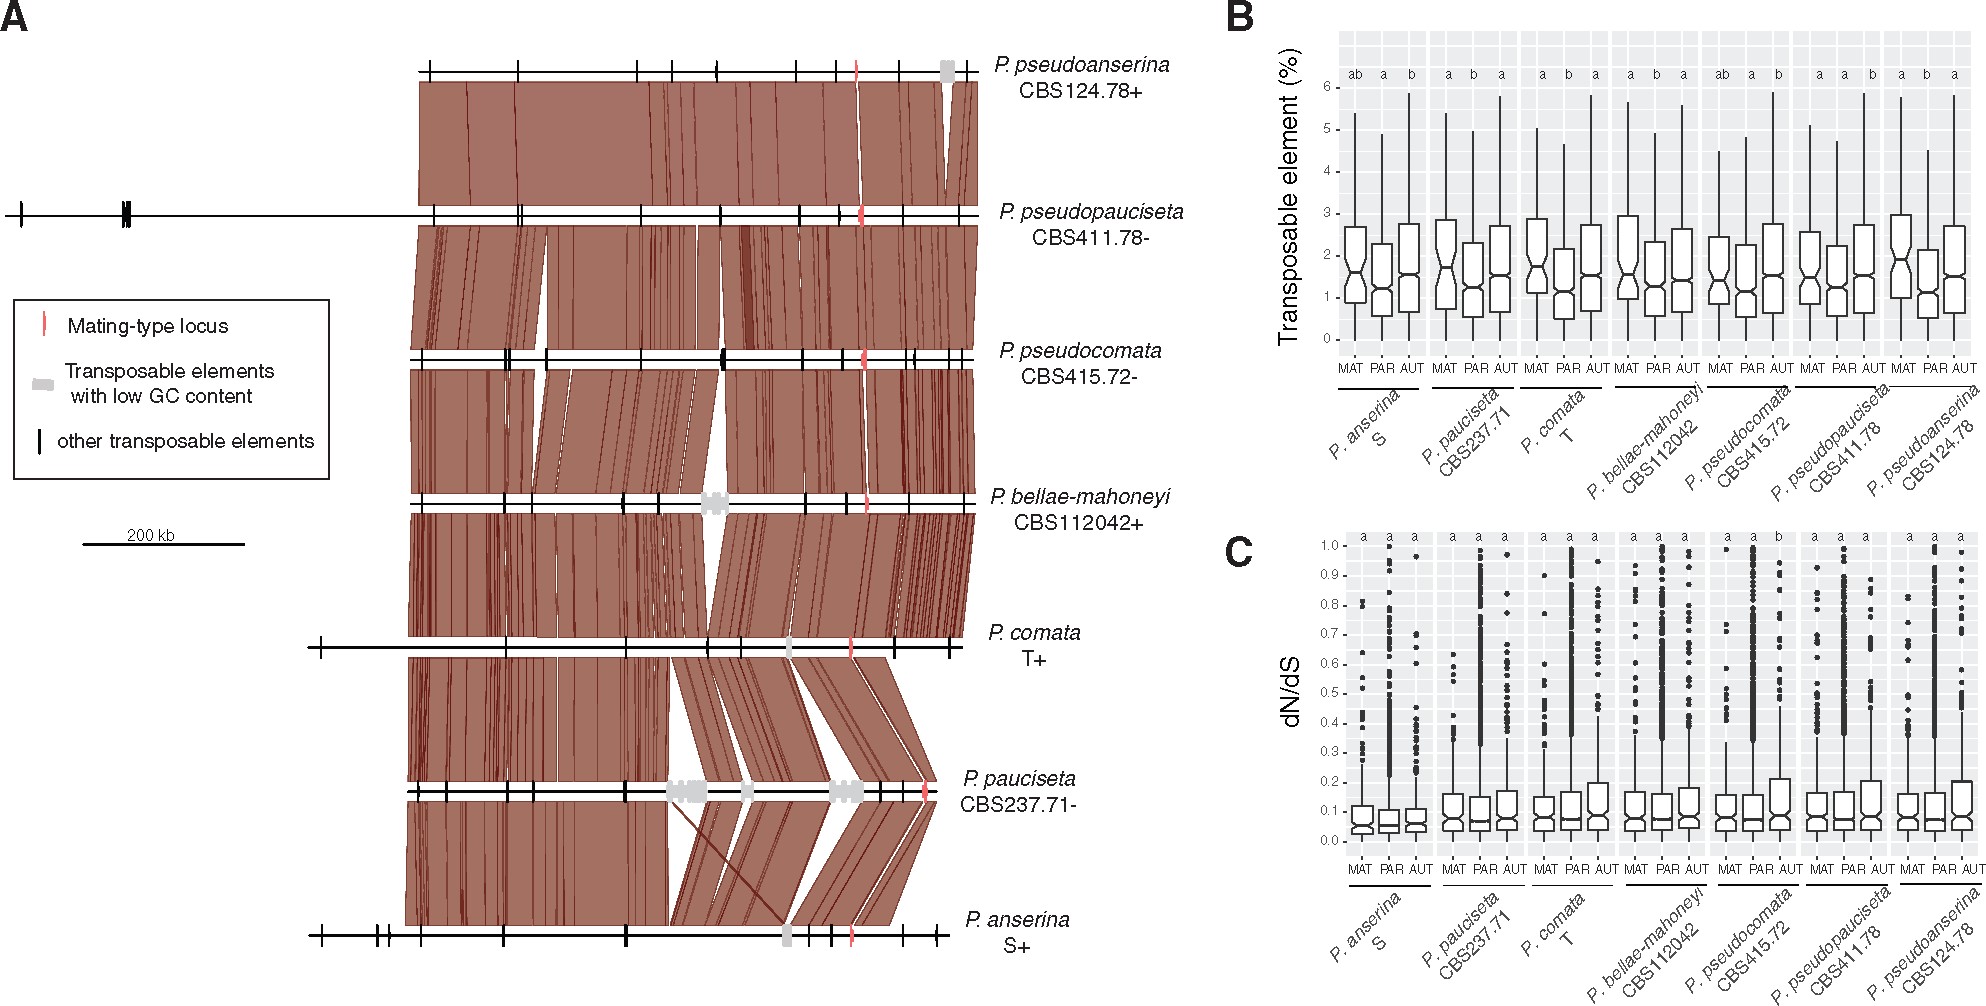 A
P. pseudoanserina
CBS124.78+
P. pseudopauciseta
CBS411.78-
P. pseudocomata
CBS415.72-
P. bellae-mahoneyi
CBS112042+
P. comata
T+
P. pauciseta
CBS237.71-
P. anserina
S+
Mating-type locus
Transposable elements
with low GC content
other transposable elements
200 kb
B
Transposable element (%)
6
5
4
3
2
1
0
ab a b a b a a b a a b a ab a b a a b a b a
MAT PAR AUT MAT PAR AUT MAT PAR AUT MAT PAR AUT MAT PAR AUT MAT PAR AUT MAT PAR AUT
P. anserina
S
P. pauciseta
CBS237.71
P. comata
T
P. bellae-mahoneyi
CBS112042
P. pseudocomata
CBS415.72
P. pseudopauciseta
CBS411.78
P. pseudoanserina
CBS124.78
C
dN/dS
1.0
0.9
0.8
0.7
0.6
0.5
0.4
0.3
0.2
0.1
0.0
a a a a a a a a a a a a a a b a a a a a a
MAT PAR AUT MAT PAR AUT MAT PAR AUT MAT PAR AUT MAT PAR AUT MAT PAR AUT MAT PAR AUT
P. anserina
S
P. pauciseta
CBS237.71
P. comata
T
P. bellae-mahoneyi
CBS112042
P. pseudocomata
CBS415.72
P. pseudopauciseta
CBS411.78
P. pseudoanserina
CBS124.78